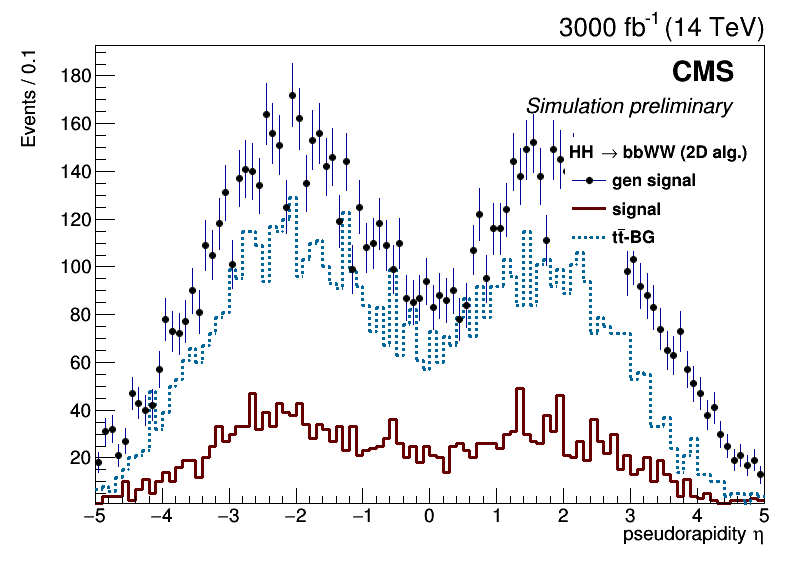 3000 fb-1 (14 TeV)
Events / 0.1
CMS
Simulation preliminary
HH → bbWW (2D alg.)
gen signal
signal
tt̄-BG
180
160
140
120
100
80
60
40
20
−5 −4 −3 −2 −1 0 1 2 3 4 5
pseudorapidity η